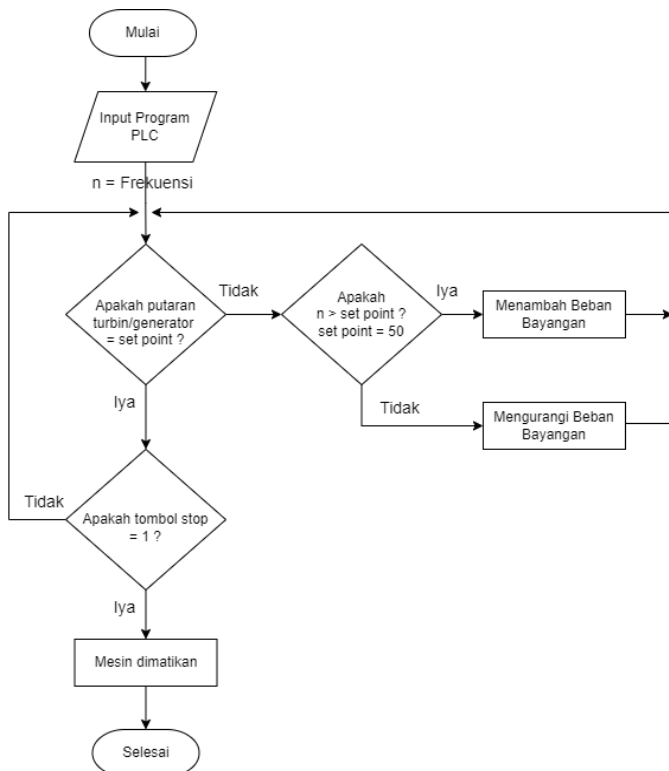 Mulai
Input Program
PLC
n = Frekuensi
Apakah putaran
turbin/generator
= set point ?
Tidak
Apakah
n > set point ?
set point = 50
Iya
Menambah Beban
Bayangan
Tidak
Mengurangi Beban
Bayangan
Iya
Tidak
Apakah tombol stop
= 1 ?
Iya
Mesin dimatikan
Selesai